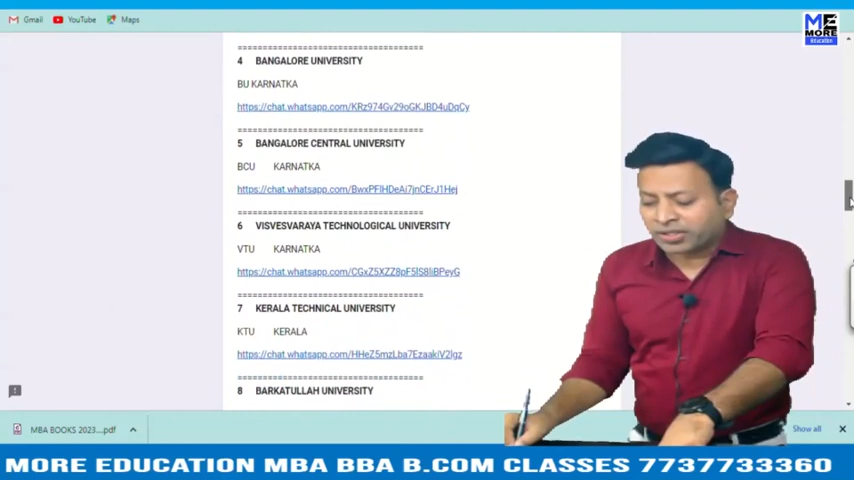 Gmail YouTube Maps
ME
MORE
Education
====================================
4 BANGALORE UNIVERSITY
BU KARNATKA
https://chat.whatsapp.com/KRz974Gv29oGKJBD4uDqCy
====================================
5 BANGALORE CENTRAL UNIVERSITY
BCU KARNATKA
https://chat.whatsapp.com/BwxPFlHDeAi7jnCErJ1Hej
====================================
6 VISVESVARAYA TECHNOLOGICAL UNIVERSITY
VTU KARNATKA
https://chat.whatsapp.com/CGxZ5XZZ8pF5lS8liBPeyG
====================================
7 KERALA TECHNICAL UNIVERSITY
KTU KERALA
https://chat.whatsapp.com/HHeZ5mzLba7EzaakiV2lgz
====================================
8 BARKATULLAH UNIVERSITY
MBA BOOKS 2023....pdf
Show all
MORE EDUCATION MBA BBA B.COM CLASSES 7737733360